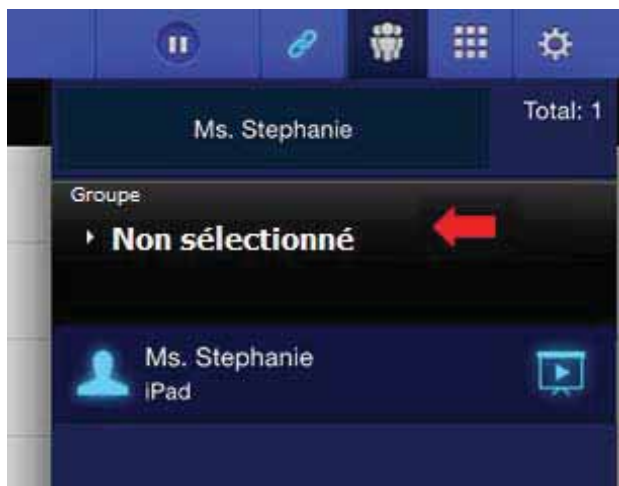 Ms. Stephanie
Total: 1
Groupe
Non sélectionné
Ms. Stephanie
iPad